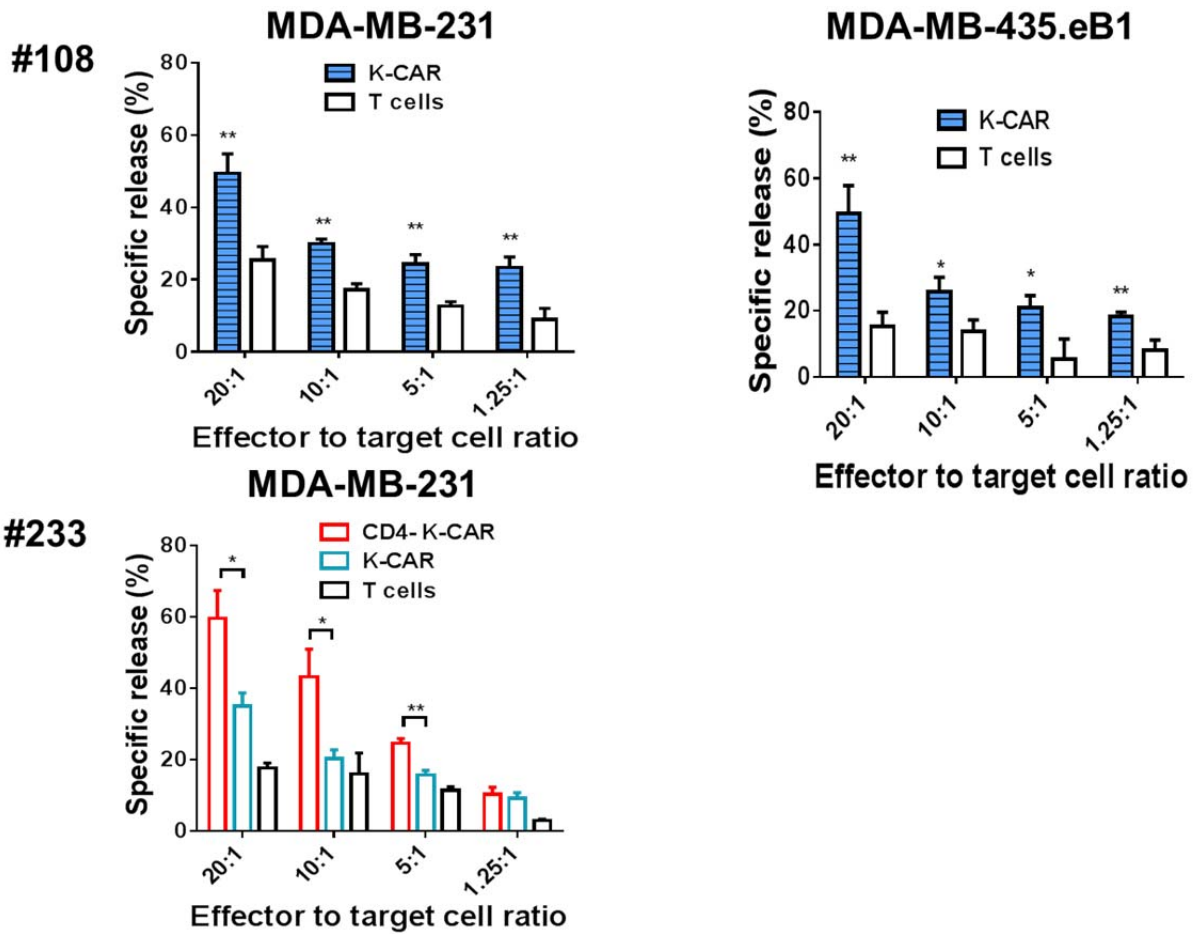 MDA-MB-231
#108
K-CAR
T cells
Specific release (%)
80
60
40
20
0
**
**
**
**
20:1
10:1
5:1
1.25:1
Effector to target cell ratio
MDA-MB-435.eB1
K-CAR
T cells
Specific release (%)
80
60
40
20
0
**
*
*
**
20:1
10:1
5:1
1.25:1
Effector to target cell ratio
MDA-MB-231
#233
CD4- K-CAR
K-CAR
T cells
Specific release (%)
80
60
40
20
0
*
*
**
20:1
10:1
5:1
1.25:1
Effector to target cell ratio